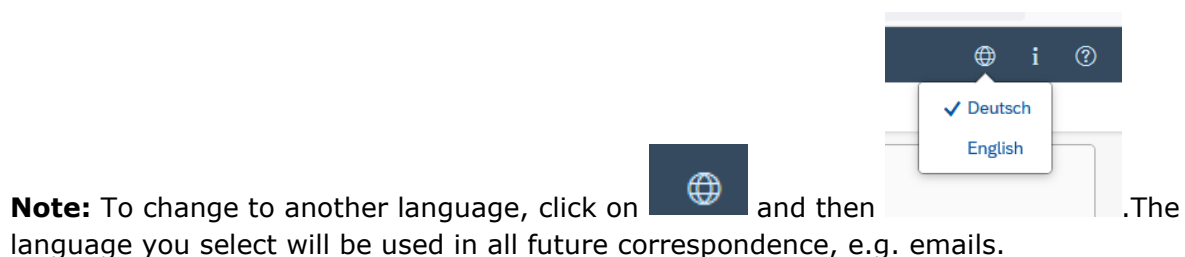 i ?
Deutsch
English
Note: To change to another language, click on and then .The
language you select will be used in all future correspondence, e.g. emails.